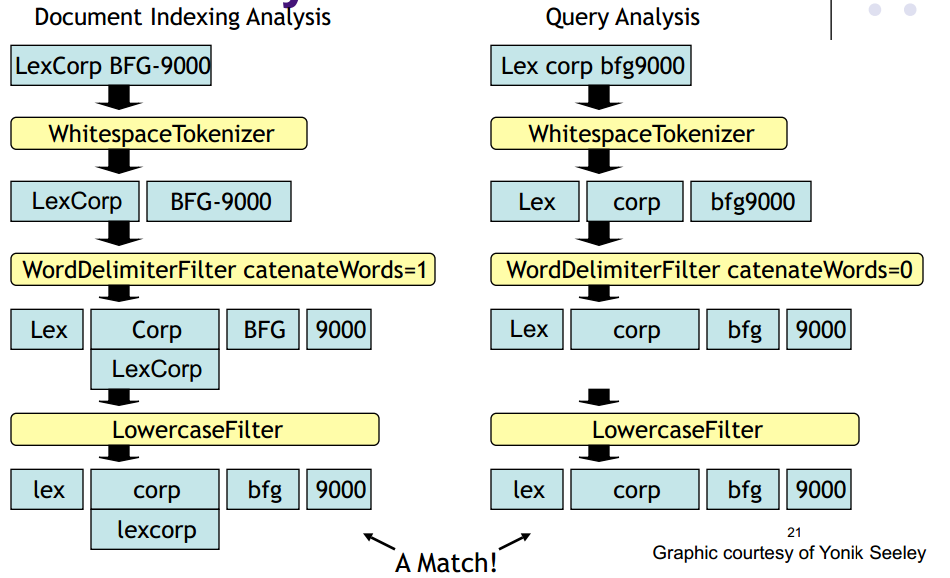 Document Indexing Analysis
LexCorp BFG-9000
WhitespaceTokenizer
LexCorp BFG-9000
WordDelimiterFilter catenateWords=1
Lex Corp BFG 9000
LexCorp
LowercaseFilter
lex corp bfg 9000
lexcorp
Query Analysis
Lex corp bfg9000
WhitespaceTokenizer
Lex corp bfg9000
WordDelimiterFilter catenateWords=0
Lex corp bfg 9000
LowercaseFilter
lex corp bfg 9000
A Match!
21
Graphic courtesy of Yonik Seeley